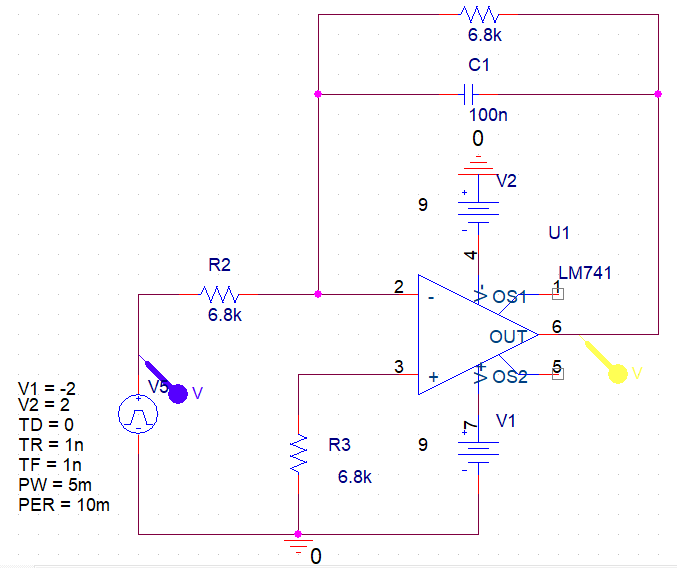 6.8k
C1
100n
0
V2
9
4
U1
R2
6.8k
2
-
V-
OS1
1
LM741
OUT
6
3
+
V+
OS2
5
V
V5
V
V1 = -2
V2 = 2
TD = 0
TR = 1n
TF = 1n
PW = 5m
PER = 10m
R3
6.8k
7
V1
9
0